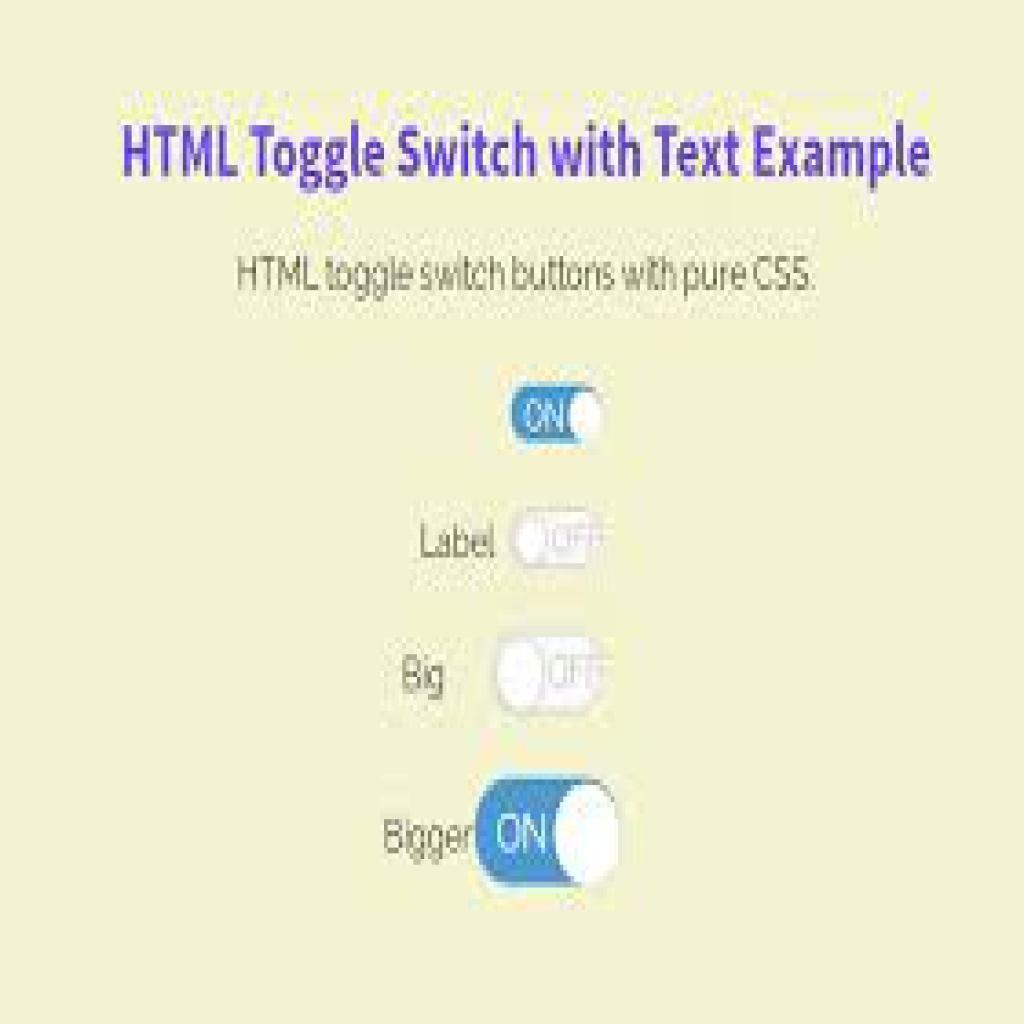 HTML Toggle Switch with Text Example
HTML toggle switch buttons with pure CSS.
ON
Label OFF
Big OFF
Bigger ON